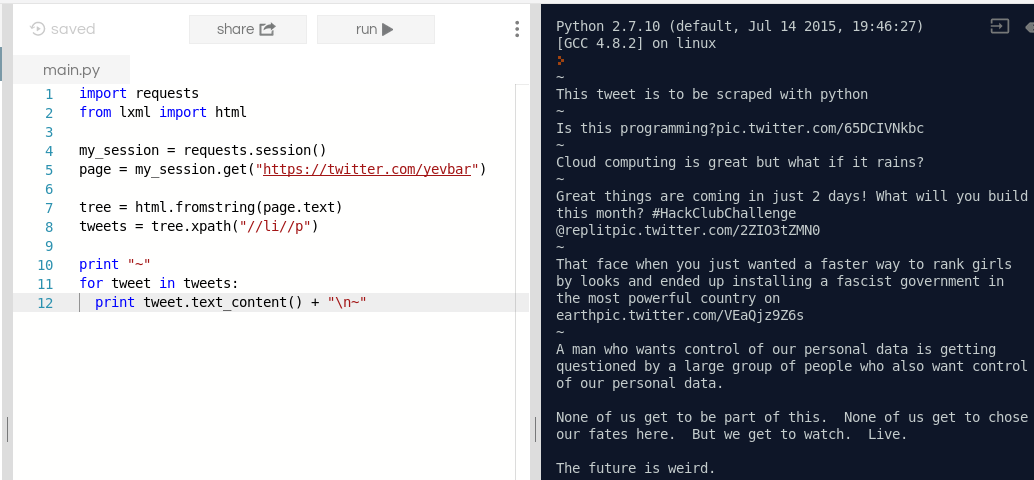 saved
share
run
main.py
1 import requests
2 from lxml import html
3
4 my_session = requests.session()
5 page = my_session.get("https://twitter.com/yevbar")
6
7 tree = html.fromstring(page.text)
8 tweets = tree.xpath("//li//p")
9
10 print "~"
11 for tweet in tweets:
12   print tweet.text_content() + "\n~"
Python 2.7.10 (default, Jul 14 2015, 19:46:27)
[GCC 4.8.2] on linux
~
This tweet is to be scraped with python
~
Is this programming?pic.twitter.com/65DCIVNkbc
~
Cloud computing is great but what if it rains?
~
Great things are coming in just 2 days! What will you build
this month? #HackClubChallenge
@replitpic.twitter.com/2ZIO3tZMN0
~
That face when you just wanted a faster way to rank girls
by looks and ended up installing a fascist government in
the most powerful country on
earthpic.twitter.com/VEaQjz9Z6s
~
A man who wants control of our personal data is getting
questioned by a large group of people who also want control
of our personal data.

None of us get to be part of this.  None of us get to chose
our fates here.  But we get to watch.  Live.

The future is weird.